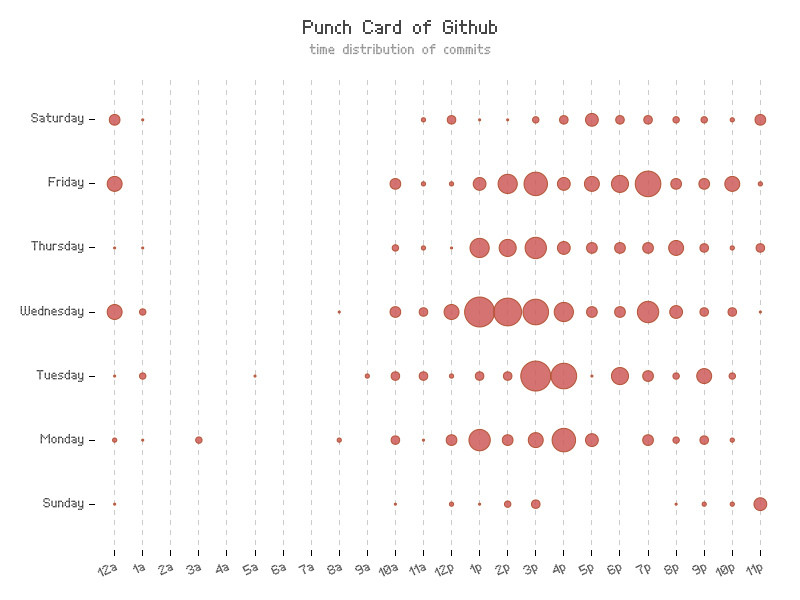 Punch Card of Github
time distribution of commits
Saturday
Friday
Thursday
Wednesday
Tuesday
Monday
Sunday
12a 1a 2a 3a 4a 5a 6a 7a 8a 9a 10a 11a 12p 1p 2p 3p 4p 5p 6p 7p 8p 9p 10p 11p